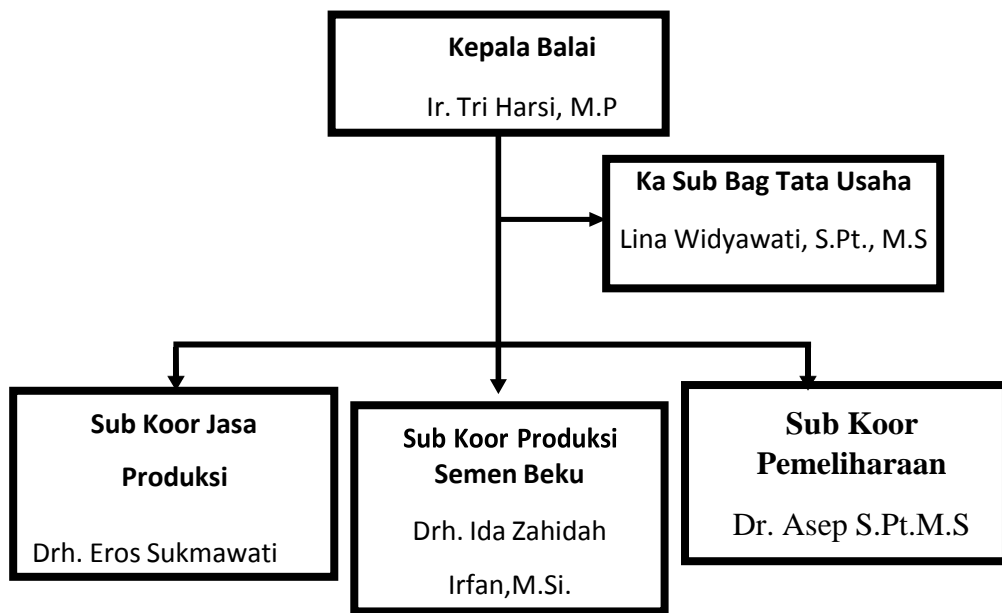 Kepala Balai
Ir. Tri Harsi, M.P
Ka Sub Bag Tata Usaha
Lina Widyawati, S.Pt., M.S
Sub Koor Jasa
Produksi
Drh. Eros Sukmawati
Sub Koor Produksi
Semen Beku
Drh. Ida Zahidah
Irfan,M.Si.
Sub Koor
Pemeliharaan
Dr. Asep S.Pt.M.S